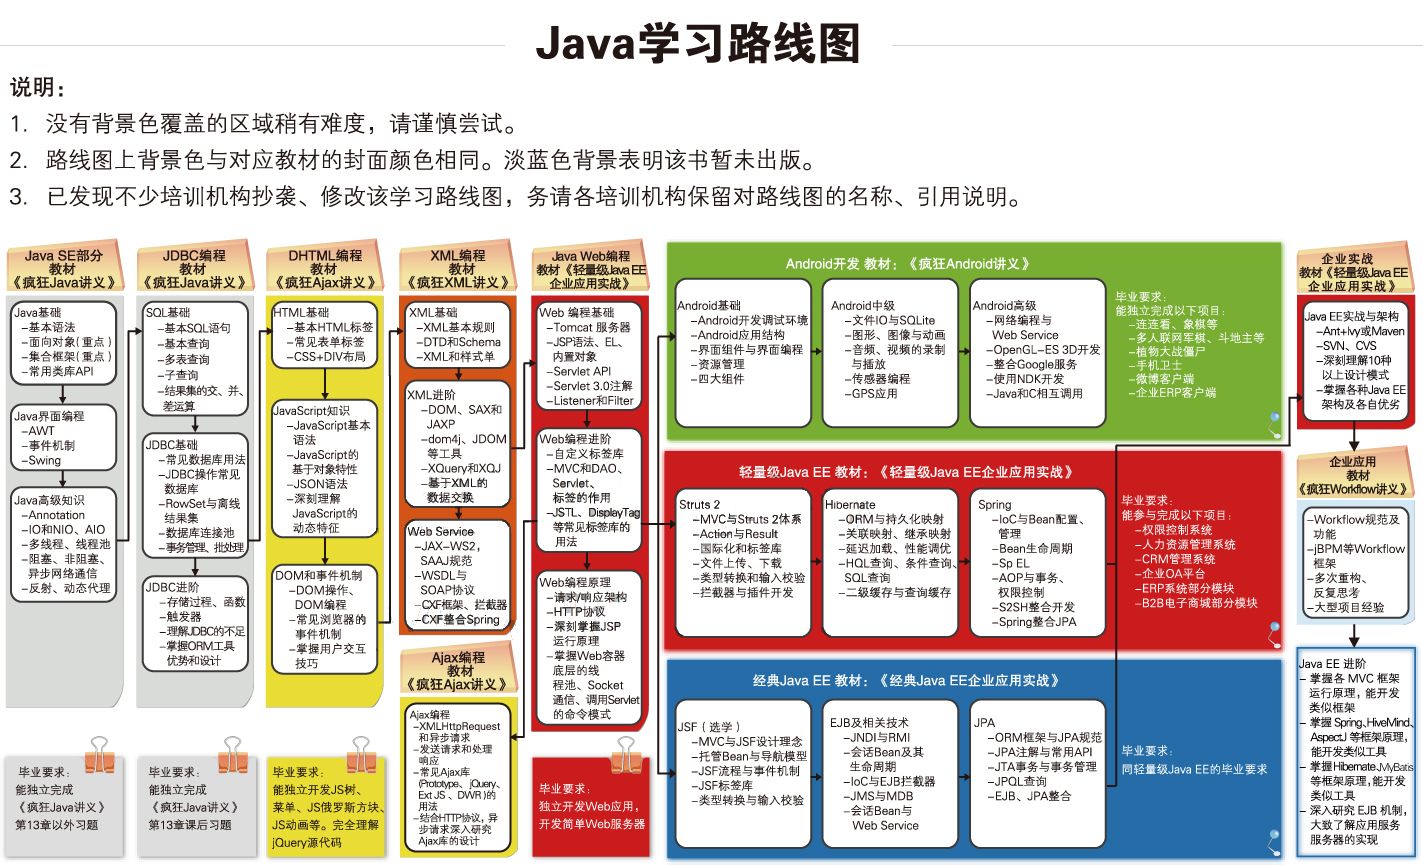 Java学习路线图
说明：
1. 没有背景色覆盖的区域稍有难度，请谨慎尝试。
2. 路线图上背景色与对应教材的封面颜色相同。淡蓝色背景表明该书暂未出版。
3. 已发现不少培训机构抄袭、修改该学习路线图，务请各培训机构保留对路线图的名称、引用说明。
Java SE部分
教材
《疯狂Java讲义》
Java基础
–基本语法
–面向对象（重点）
–集合框架（重点）
–常用类库API
Java界面编程
–AWT
–事件机制
–Swing
Java高级知识
–Annotation
–IO和NIO、AIO
–多线程、线程池
–阻塞、非阻塞、
异步网络通信
–反射、动态代理
毕业要求：
能独立完成
《疯狂Java讲义》
第13章以外习题
JDBC编程
教材
《疯狂Java讲义》
SQL基础
–基本SQL语句
–基本查询
–多表查询
–子查询
–结果集的交、并、
差运算
JDBC基础
–常见数据库用法
–JDBC操作常见
数据库
–RowSet与离线
结果集
–数据库连接池
–事务管理、批处理
JDBC进阶
–存储过程、函数
–触发器
–理解JDBC的不足
–掌握ORM工具
优势和设计
毕业要求：
能独立完成
《疯狂Java讲义》
第13章课后习题
DHTML编程
教材
《疯狂Ajax讲义》
HTML基础
–基本HTML标签
–常见表单标签
–CSS+DIV布局
JavaScript知识
–JavaScript基本
语法
–JavaScript的
基于对象特性
–JSON语法
–深刻理解
JavaScript的
动态特征
DOM和事件机制
–DOM操作、
DOM编程
–常见浏览器的
事件机制
–掌握用户交互
技巧
毕业要求：
能独立开发JS树、
菜单、JS俄罗斯方块、
JS动画等。完全理解
jQuery源代码
XML编程
教材
《疯狂XML讲义》
XML基础
–XML基本规则
–DTD和Schema
–XML和样式单
XML进阶
–DOM、SAX和
JAXP
–dom4j、JDOM
等工具
–XQuery和XQJ
–基于XML的
数据交换
Web Service
–JAX–WS2，
SAAJ规范
–WSDL与
SOAP协议
–CXF框架、拦截器
–CXF整合Spring
Ajax编程
教材
《疯狂Ajax讲义》
Ajax编程
–XMLHttpRequest
和异步请求
–发送请求和处理
响应
–常见Ajax库
(Prototype、jQuery、
Ext JS 、DWR )的
用法
–结合HTTP协议，异
步请求深入研究
Ajax库的设计
Java Web编程
教材《轻量级Java EE
企业应用实战》
Web 编程基础
–Tomcat 服务器
–JSP语法、EL、
内置对象
–Servlet API
–Servlet 3.0注解
–Listener和Filter
Web编程进阶
–自定义标签库
–MVC和DAO、
Servlet、
标签的作用
–JSTL、DisplayTag
等常见标签库的
用法
Web编程原理
–请求/响应架构
–HTTP协议
–深刻掌握JSP
运行原理
–掌握Web容器
底层的线
程池、Socket
通信、调用Servlet
的命令模式
毕业要求：
独立开发Web应用，
开发简单Web服务器
Android开发 教材：《疯狂Android讲义》
Android基础
–Android开发调试环境
–Android应用结构
–界面组件与界面编程
–资源管理
–四大组件
Android中级
–文件IO与SQLite
–图形、图像与动画
–音频、视频的录制
与播放
–传感器编程
–GPS应用
Android高级
–网络编程与
Web Service
–OpenGL–ES 3D开发
–整合Google服务
–使用NDK开发
–Java和C相互调用
毕业要求：
能独立完成以下项目：
–连连看、象棋等
–多人联网军棋、斗地主等
–植物大战僵尸
–手机卫士
–微博客户端
–企业ERP客户端
轻量级Java EE 教材：《轻量级Java EE企业应用实战》
Struts 2
–MVC与Struts 2体系
–Action与Result
–国际化和标签库
–文件上传、下载
–类型转换和输入校验
–拦截器与插件开发
Hibernate
–ORM与持久化映射
–关联映射、继承映射
–延迟加载、性能调优
–HQL查询、条件查询、
SQL查询
–二级缓存与查询缓存
Spring
–IoC与Bean配置、
管理
–Bean生命周期
–Sp EL
–AOP与事务、
权限控制
–S2SH整合开发
–Spring整合JPA
毕业要求：
能参与完成以下项目：
–权限控制系统
–人力资源管理系统
–CRM管理系统
–企业OA平台
–ERP系统部分模块
–B2B电子商城部分模块
经典Java EE 教材：《经典Java EE企业应用实战》
JSF（选学）
–MVC与JSF设计理念
–托管Bean与导航模型
–JSF流程与事件机制
–JSF标签库
–类型转换与输入校验
EJB及相关技术
–JNDI与RMI
–会话Bean及其
生命周期
–IoC与EJB拦截器
–JMS与MDB
–会话Bean与
Web Service
JPA
–ORM框架与JPA规范
–JPA注解与常用API
–JTA事务与事务管理
–JPQL查询
–EJB、JPA整合
毕业要求：
同轻量级Java EE的毕业要求
企业实战
教材《轻量级Java EE
企业应用实战》
Java EE实战与架构
–Ant+Ivy或Maven
–SVN、CVS
–深刻理解10种
以上设计模式
–掌握各种Java EE
架构及各自优劣
企业应用
教材
《疯狂Workflow讲义》
–Workflow规范及
功能
–jBPM等Workflow
框架
–多次重构、
反复思考
–大型项目经验
Java EE 进阶
– 掌握各 MVC 框架
运行原理，能开发
类似框架
– 掌握 Spring、HiveMind、
AspectJ 等框架原理，
能开发类似工具
– 掌握Hibernate、MyBatis
等框架原理，能开发
类似工具
– 深入研究 EJB 机制，
大致了解应用服务
服务器的实现